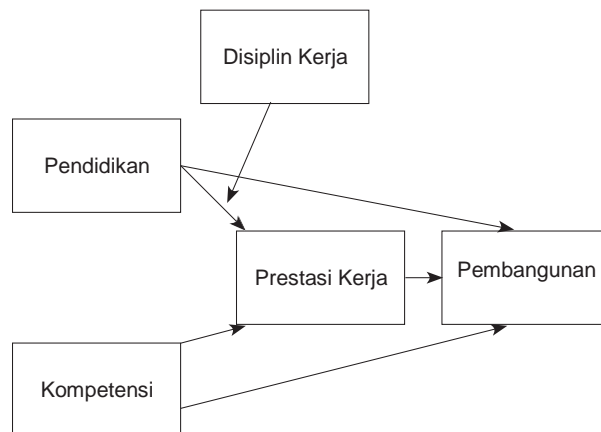 Disiplin Kerja
Pendidikan
Prestasi Kerja
Pembangunan
Kompetensi